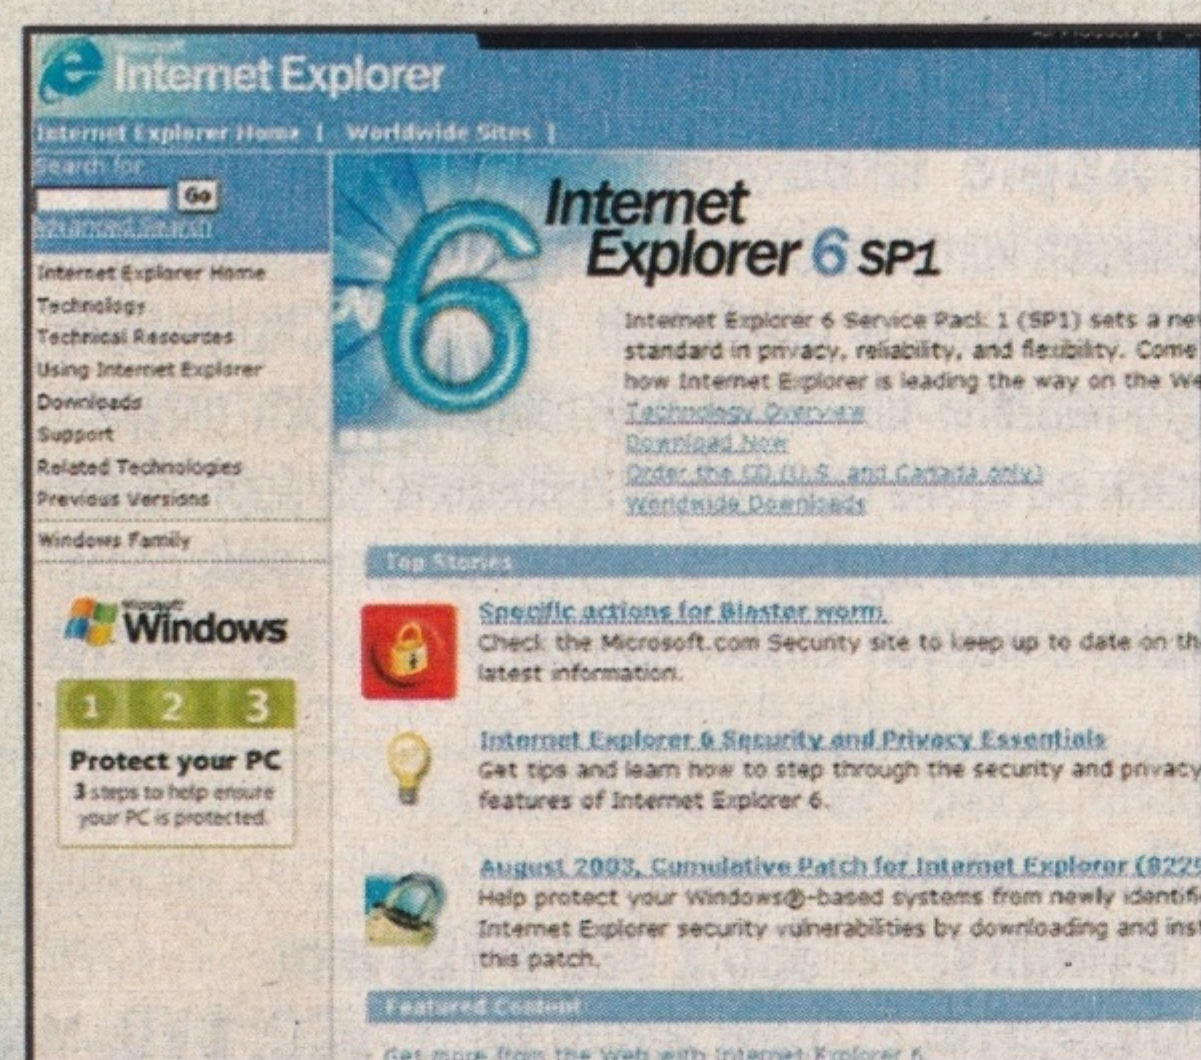 All Products |
Microsoft
Internet Explorer
Internet Explorer Home | Worldwide Sites |
Search for
Go
Advanced Search
Internet Explorer Home
Technology
Technical Resources
Using Internet Explorer
Downloads
Support
Related Technologies
Previous Versions
Windows Family
Microsoft
Windows
1 2 3
Protect your PC
3 steps to help ensure
your PC is protected.
6
Internet
Explorer 6 SP1
Internet Explorer 6 Service Pack 1 (SP1) sets a
standard in privacy, reliability, and flexibility. Come
how Internet Explorer is leading the way on the
Technology Overview
Download Now
Order the CD (U.S. and Canada only)
Worldwide Downloads
Top Stories
Specific actions for Blaster worm.
Check the Microsoft.com Security site to keep up to date on
latest information.
Internet Explorer 6 Security and Privacy Essentials
Get tips and learn how to step through the security and privacy
features of Internet Explorer 6.
August 2003, Cumulative Patch for Internet Explorer
Help protect your Windows®-based systems from newly
Internet Explorer security vulnerabilities by downloading and
this patch.
Featured Content
Get more from the Web with Internet Explorer 6